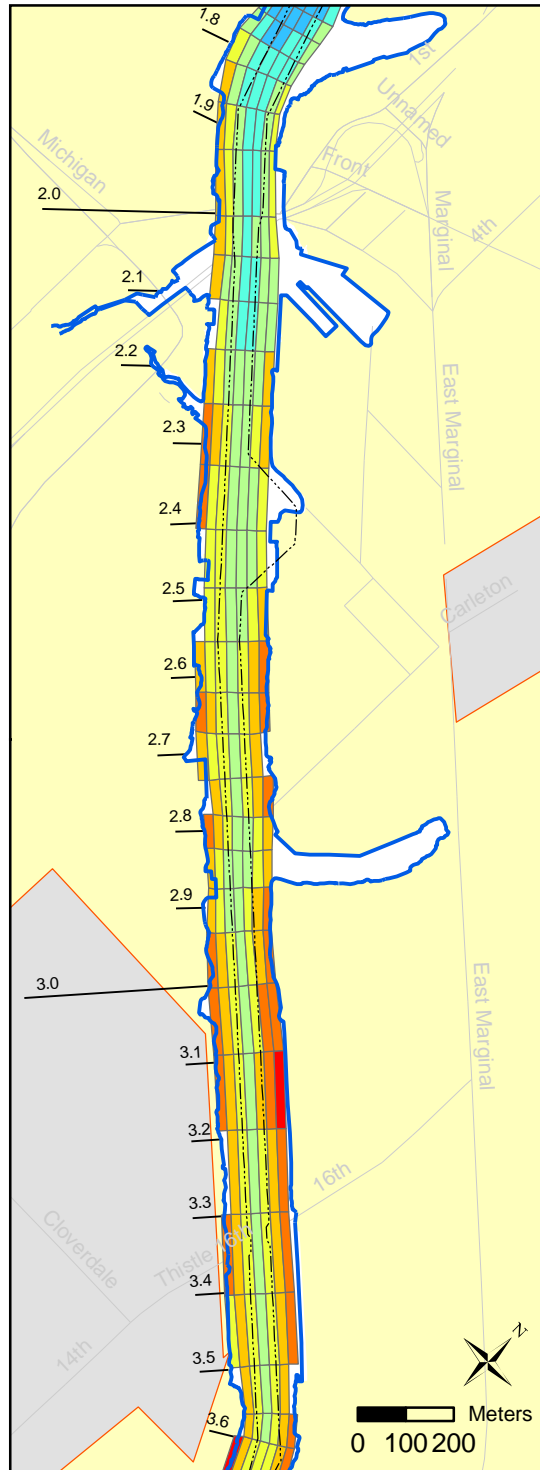 1.8
1st
1.9
Unnamed
Michigan
Front
2.0
Marginal
4th
2.1
2.2
East Marginal
2.3
2.4
2.5
Carleton
2.6
2.7
2.8
2.9
3.0
East Marginal
3.1
3.2
16th
3.3
Cloverdale
Thistle 16th
3.4
14th
3.5
N
3.6
Meters
0 100 200